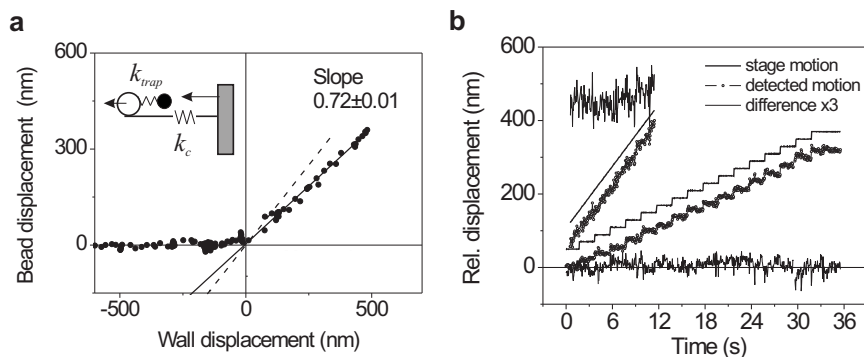 a
600
300
0
-500
0
500
Bead displacement (nm)
Wall displacement (nm)
k_trap
k_c
Slope
0.72±0.01
b
600
400
200
0
0
6
12
18
24
30
36
Rel. displacement (nm)
Time (s)
stage motion
detected motion
difference x3